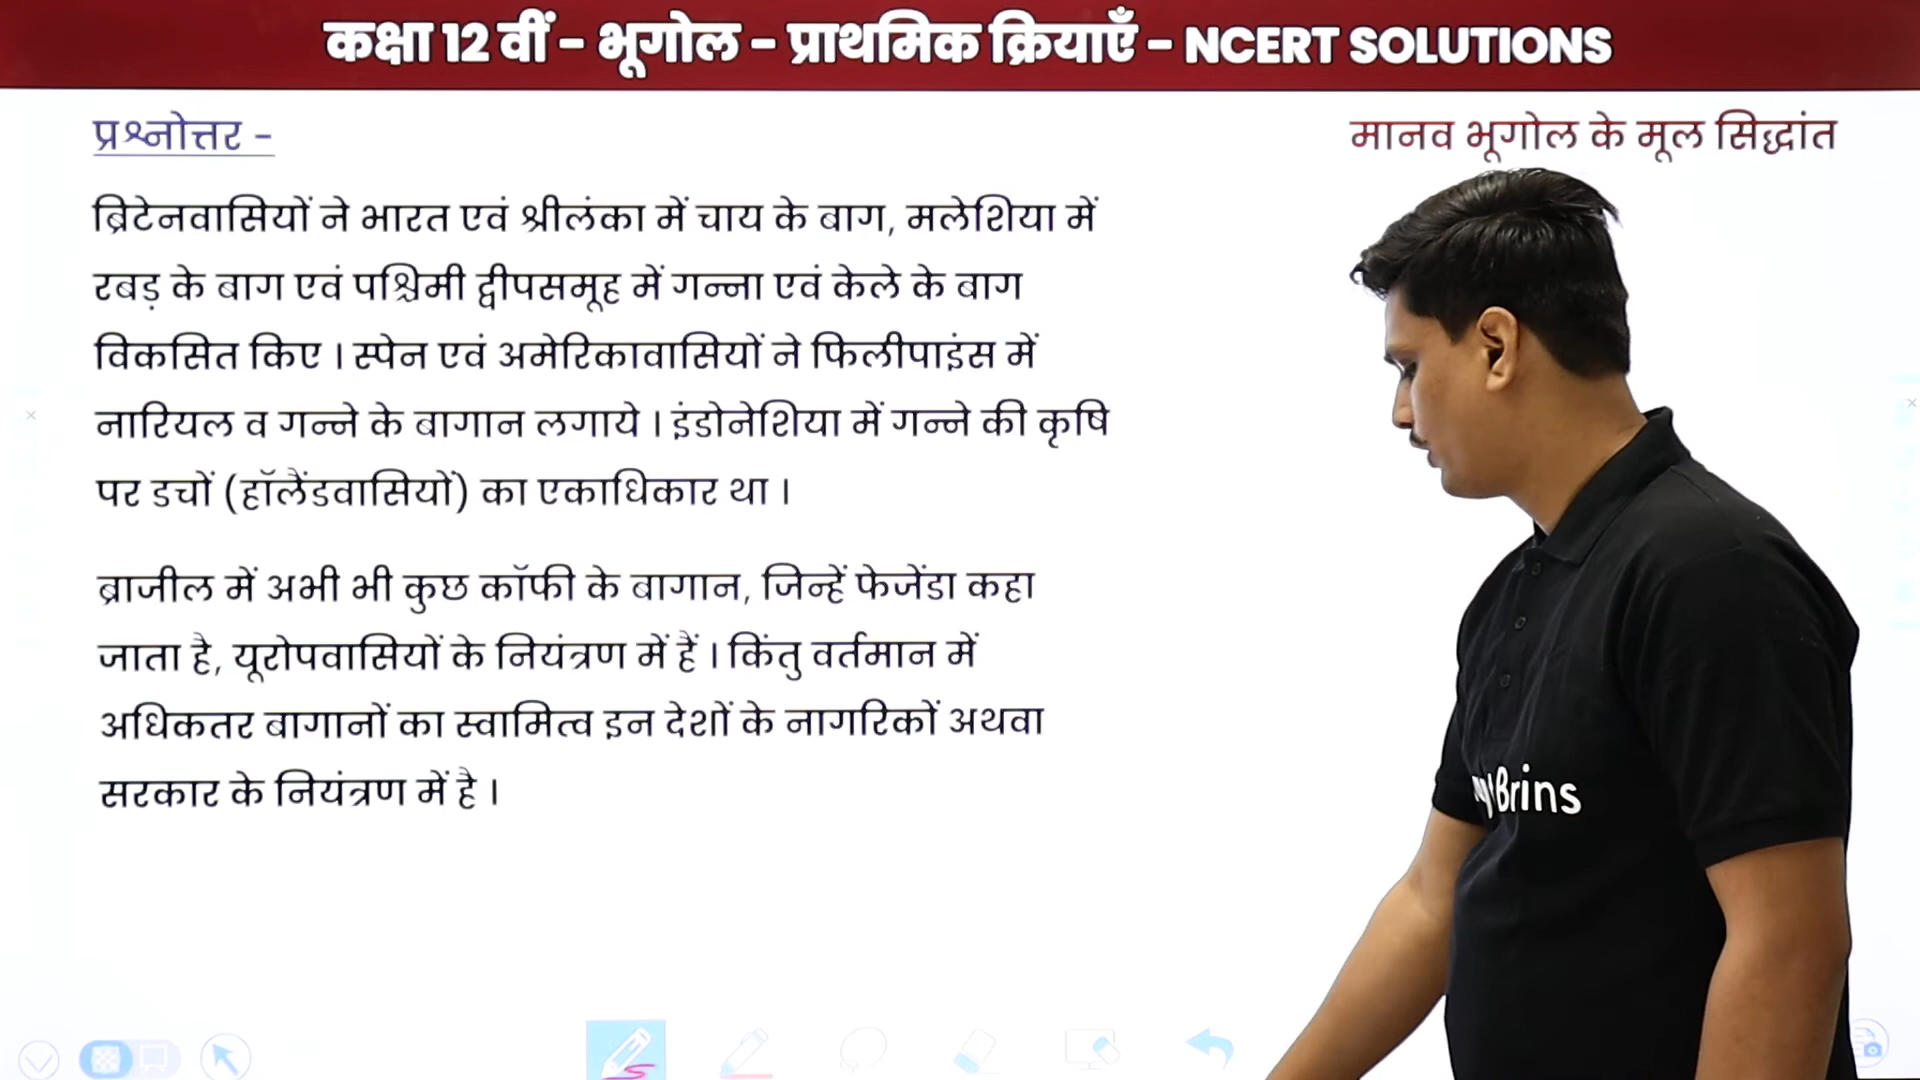 कक्षा 12 वीं - भूगोल - प्राथमिक क्रियाएँ - NCERT SOLUTIONS
प्रश्नोत्तर -
मानव भूगोल के मूल सिद्धांत
ब्रिटेनवासियों ने भारत एवं श्रीलंका में चाय के बाग, मलेशिया में
रबड़ के बाग एवं पश्चिमी द्वीपसमूह में गन्ना एवं केले के बाग
विकसित किए । स्पेन एवं अमेरिकावासियों ने फिलीपाइंस में
नारियल व गन्ने के बागान लगाये । इंडोनेशिया में गन्ने की कृषि
पर डचों (हॉलैंडवासियों) का एकाधिकार था ।
ब्राजील में अभी भी कुछ कॉफी के बागान, जिन्हें फेजेंडा कहा
जाता है, यूरोपवासियों के नियंत्रण में हैं । किंतु वर्तमान में
अधिकतर बागानों का स्वामित्व इन देशों के नागरिकों अथवा
सरकार के नियंत्रण में है ।
Brins